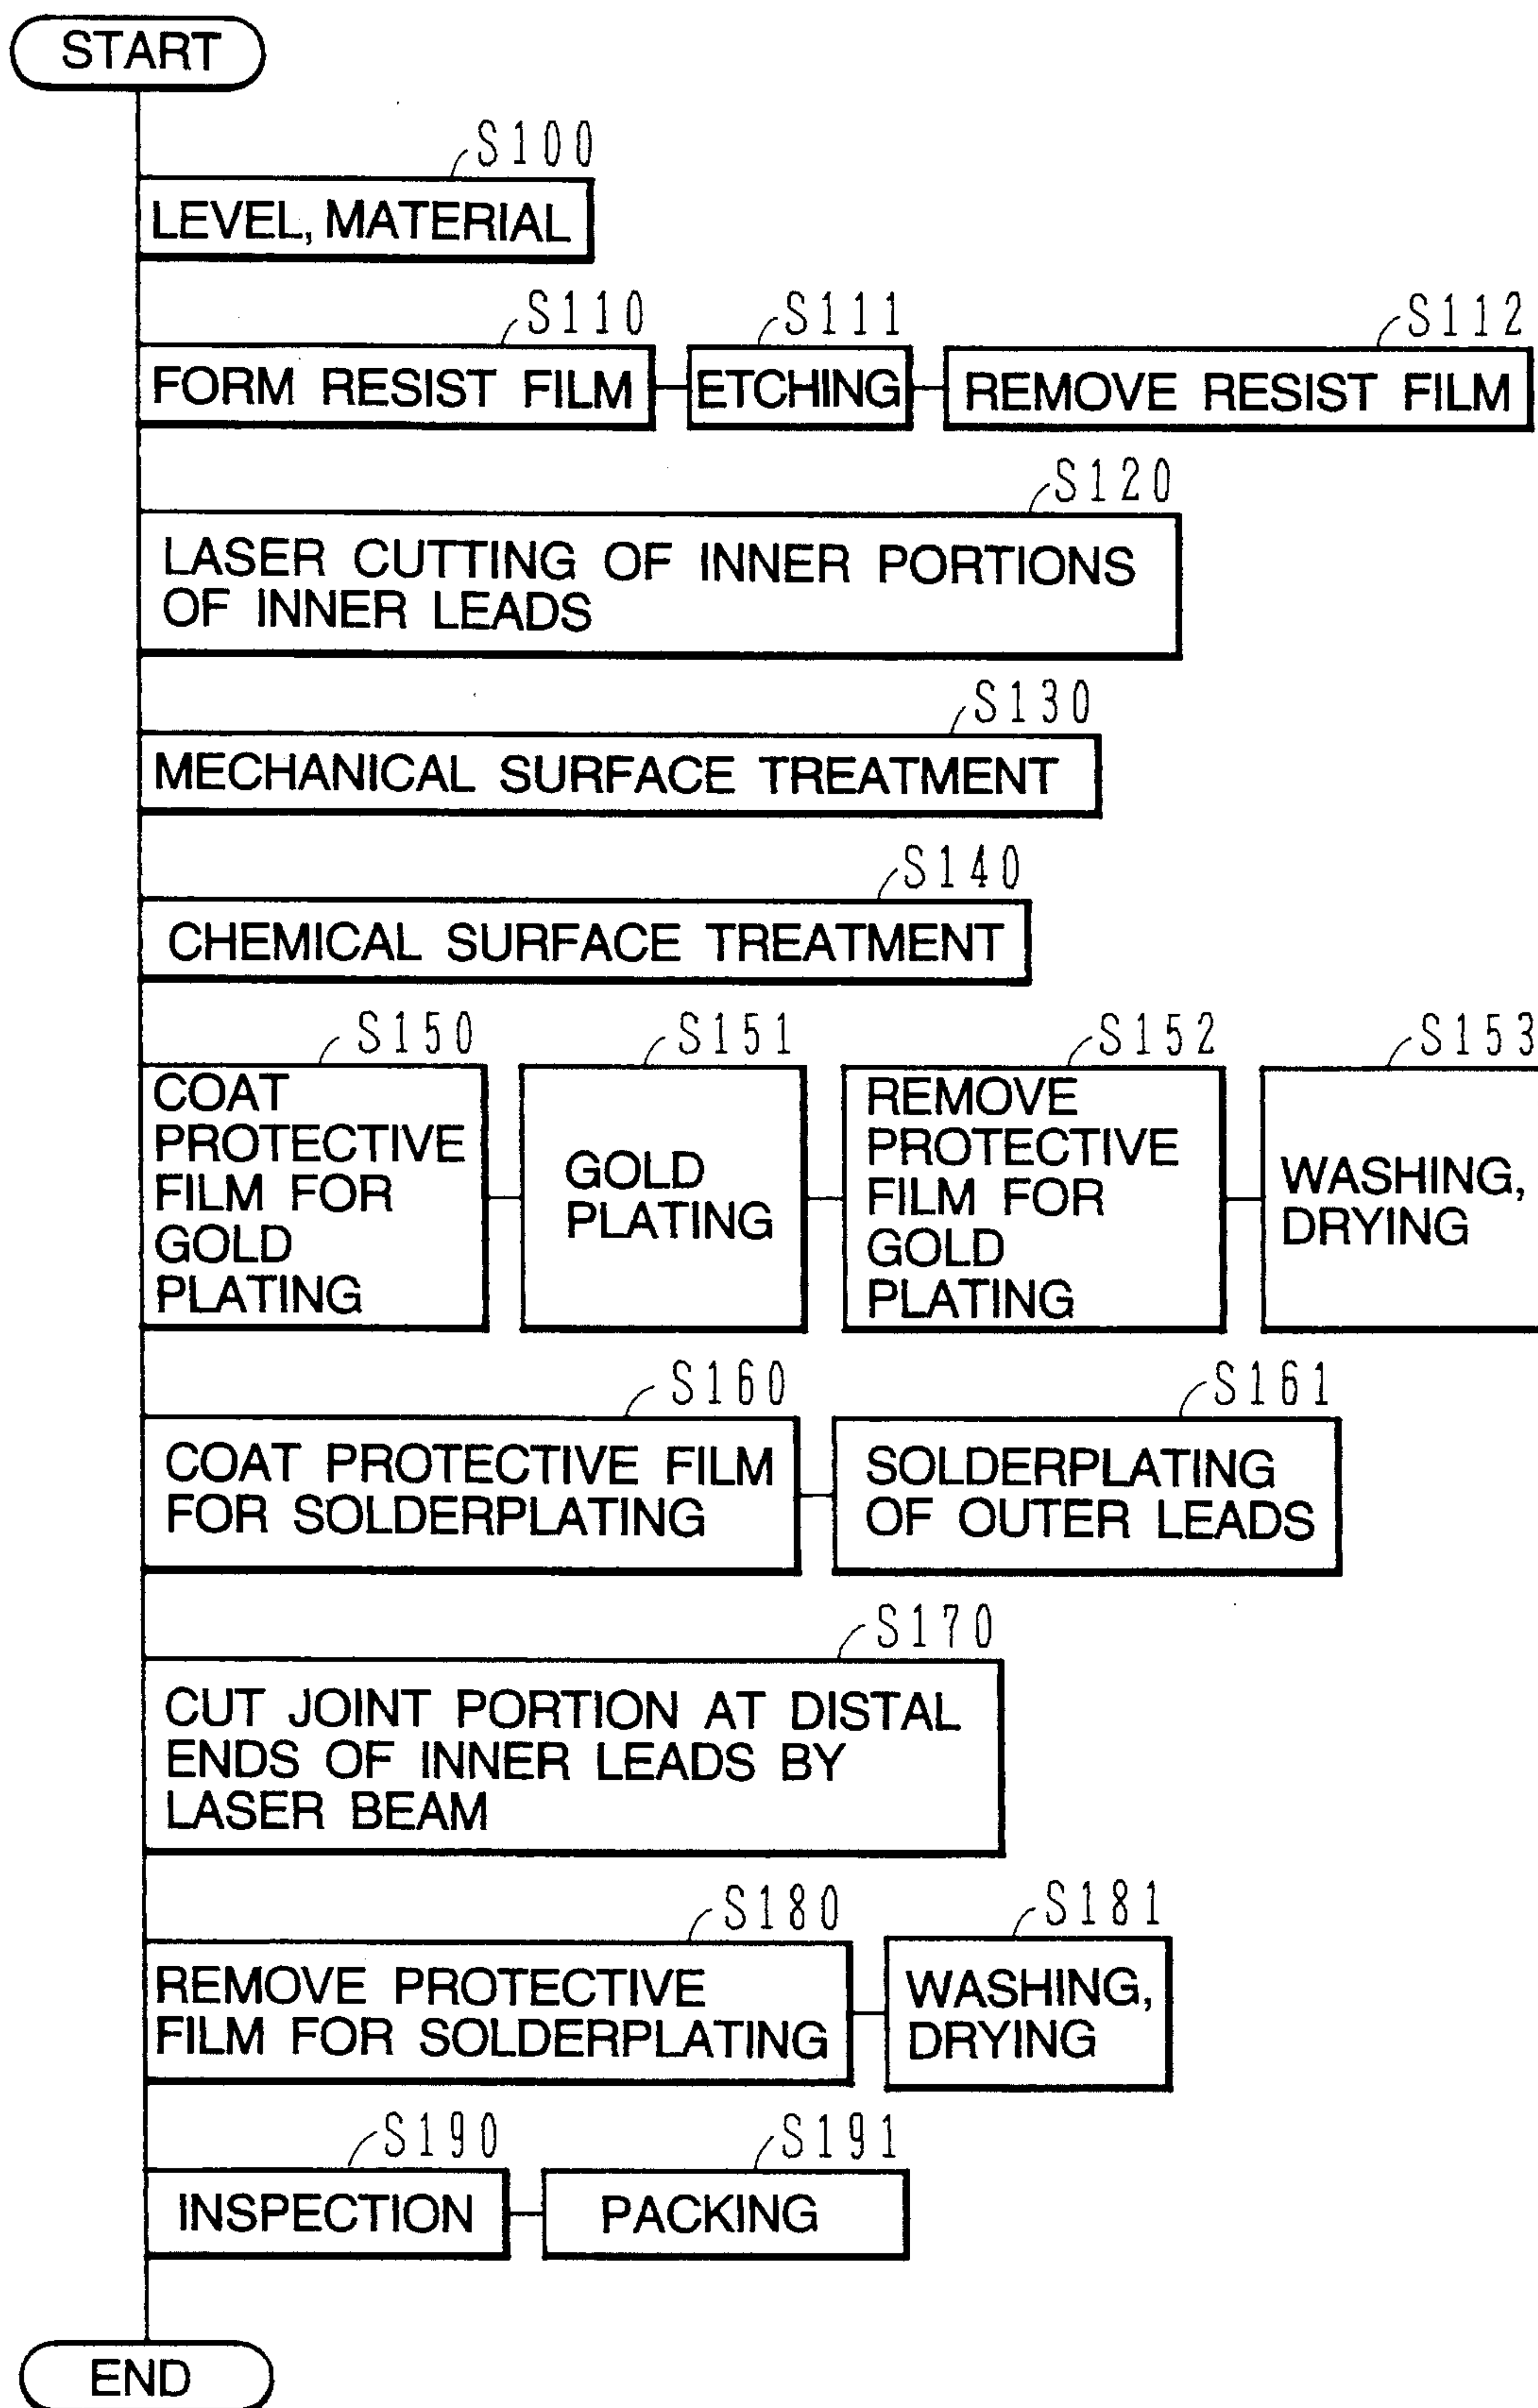 START
S100
LEVEL, MATERIAL
S110
FORM RESIST FILM
S111
ETCHING
S112
REMOVE RESIST FILM
S120
LASER CUTTING OF INNER PORTIONS
OF INNER LEADS
S130
MECHANICAL SURFACE TREATMENT
S140
CHEMICAL SURFACE TREATMENT
S150
COAT
PROTECTIVE
FILM FOR
GOLD
PLATING
S151
GOLD
PLATING
S152
REMOVE
PROTECTIVE
FILM FOR
GOLD
PLATING
S153
WASHING,
DRYING
S160
COAT PROTECTIVE FILM
FOR SOLDERPLATING
S161
SOLDERPLATING
OF OUTER LEADS
S170
CUT JOINT PORTION AT DISTAL
ENDS OF INNER LEADS BY
LASER BEAM
S180
REMOVE PROTECTIVE
FILM FOR SOLDERPLATING
S181
WASHING,
DRYING
S190
INSPECTION
S191
PACKING
END